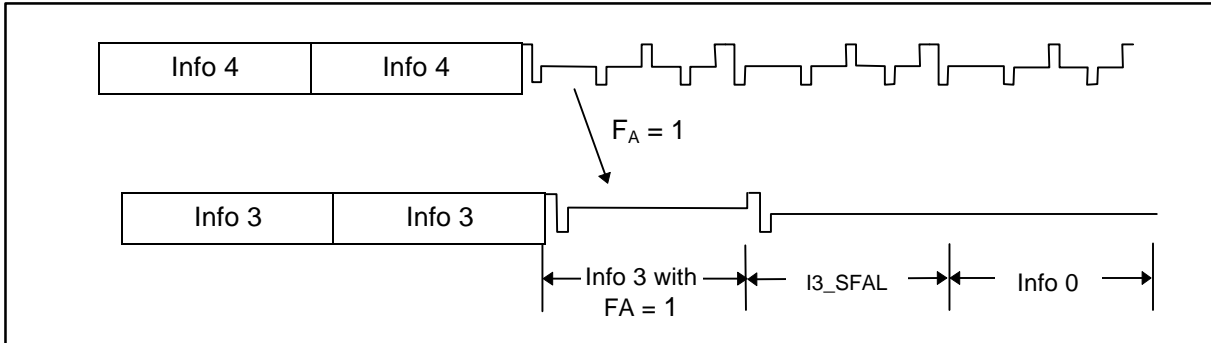 Info 4
Info 4
F_A = 1
Info 3
Info 3
Info 3 with
FA = 1
I3_SFAL
Info 0